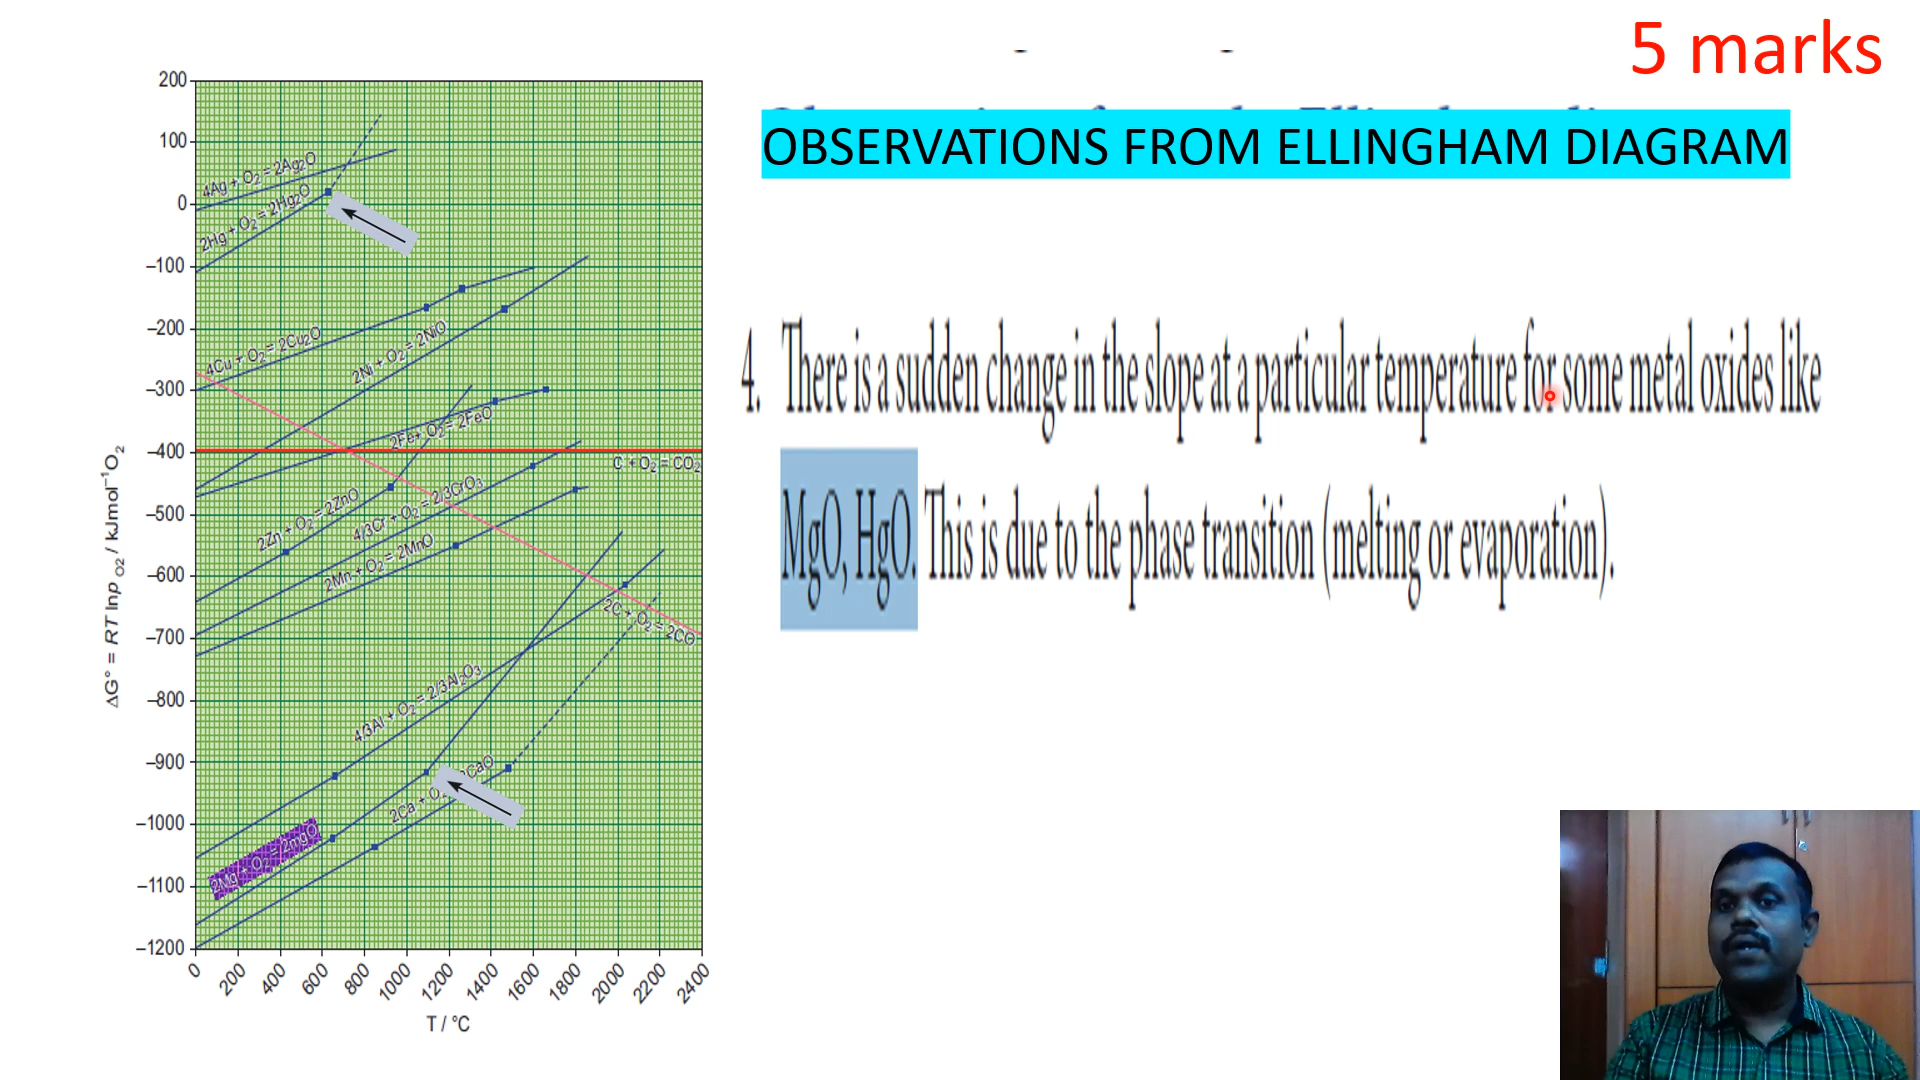 5 marks
OBSERVATIONS FROM ELLINGHAM DIAGRAM
4. There is a sudden change in the slope at a particular temperature for some metal oxides like
MgO, HgO. This is due to the phase transition (melting or evaporation).
200
100
0
–100
–200
–300
–400
–500
–600
–700
–800
–900
–1000
–1100
–1200
ΔG° = RT lnp O2 / kJmol⁻¹O₂
4Ag + O₂ = 2Ag₂O
2Hg + O₂ = 2Hg₂O
4Cu + O₂ = 2Cu₂O
2Ni + O₂ = 2NiO
2Fe + O₂ = 2FeO
C + O₂ = CO₂
2Zn + O₂ = 2ZnO
4/3Cr + O₂ = 2/3CrO₃
2Mn + O₂ = 2MnO
2C + O₂ = 2CO
4/3Al + O₂ = 2/3Al₂O₃
2Ca + O₂ 2CaO
2Mg + O₂ = 2mgO
0 200 400 600 800 1000 1200 1400 1600 1800 2000 2200 2400
T / °C